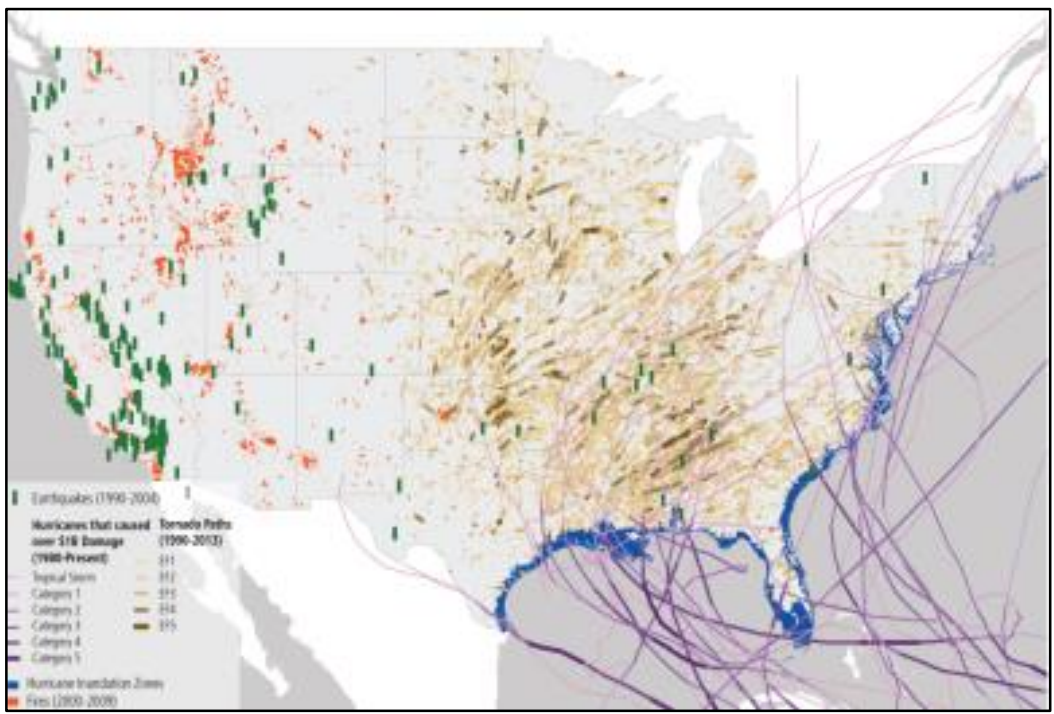 Earthquakes (1990-2004)
Hurricanes that caused
over $1B Damage
(1980-Present)
Tropical Storm
Category 1
Category 2
Category 3
Category 4
Category 5
Tornado Paths
(1990-2013)
EF1
EF2
EF3
EF4
EF5
Hurricane Inundation Zones
Fires (2000-2009)